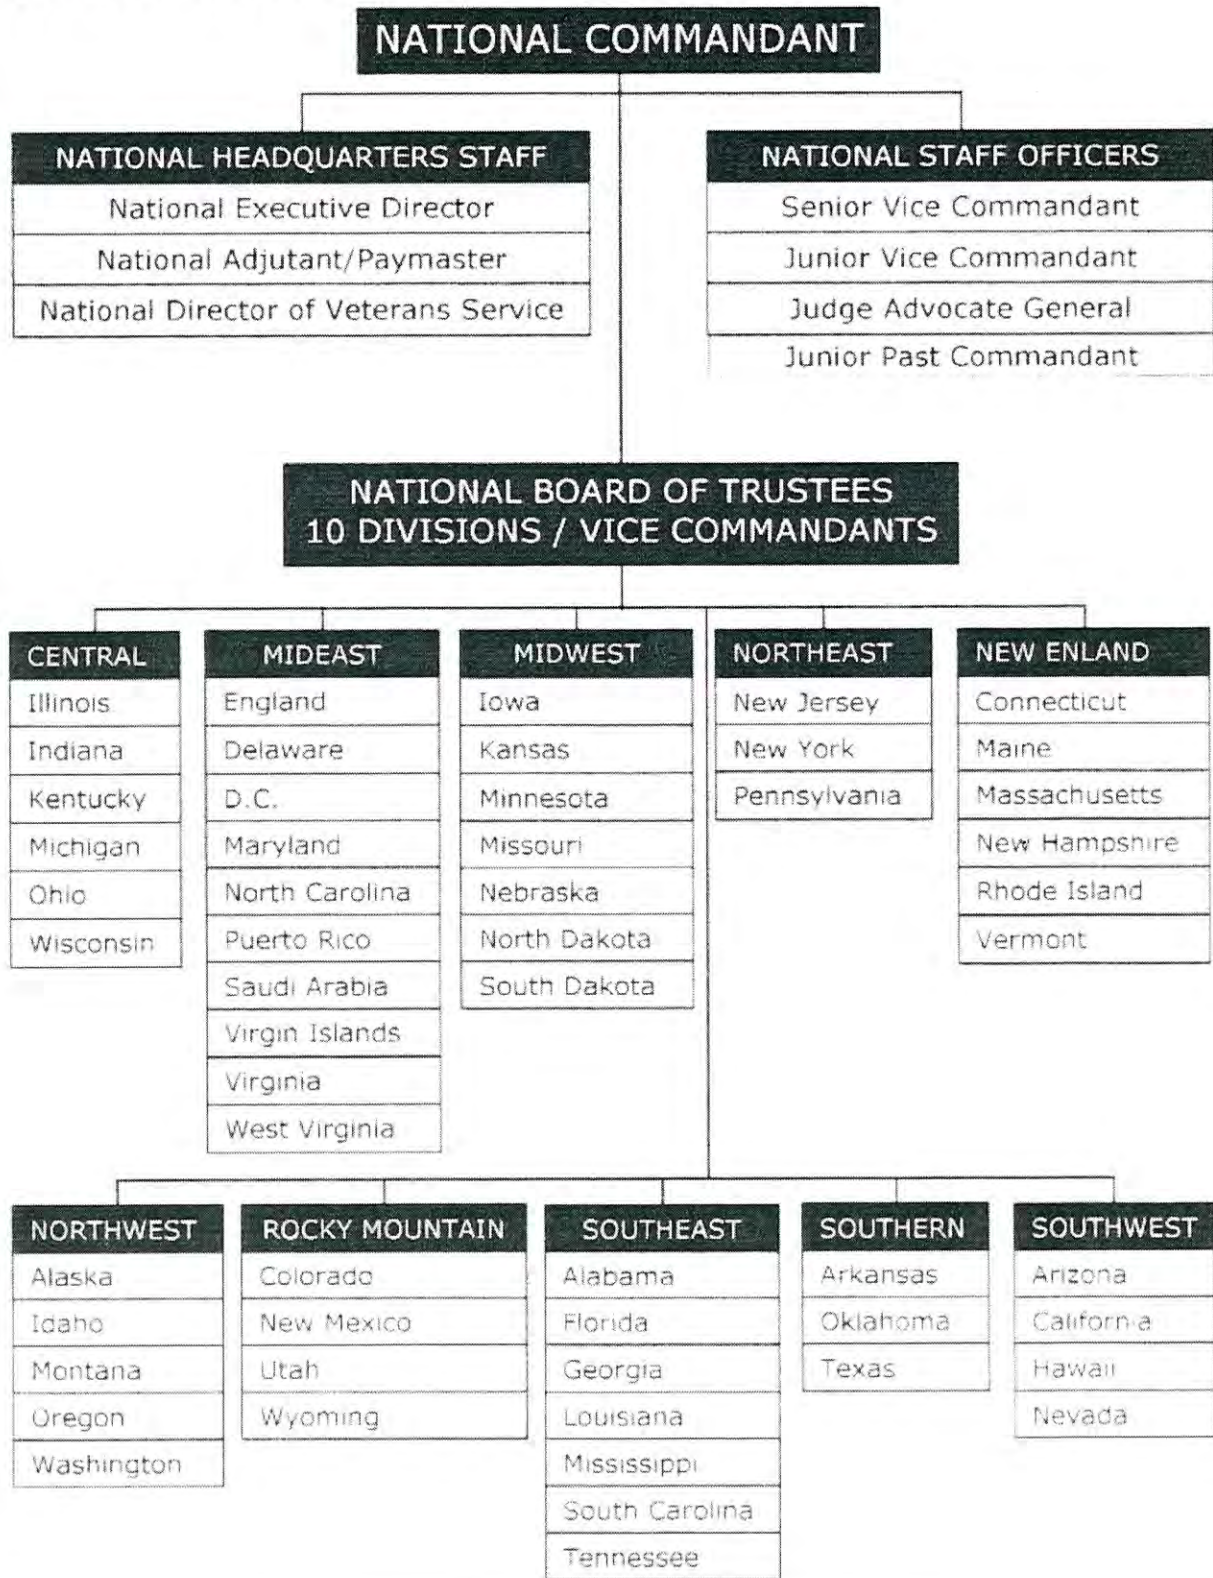 NATIONAL COMMANDANT
NATIONAL HEADQUARTERS STAFF
National Executive Director
National Adjutant/Paymaster
National Director of Veterans Service
NATIONAL STAFF OFFICERS
Senior Vice Commandant
Junior Vice Commandant
Judge Advocate General
Junior Past Commandant
NATIONAL BOARD OF TRUSTEES
10 DIVISIONS / VICE COMMANDANTS
CENTRAL
Illinois
Indiana
Kentucky
Michigan
Ohio
Wisconsin
MIDEAST
England
Delaware
D.C.
Maryland
North Carolina
Puerto Rico
Saudi Arabia
Virgin Islands
Virginia
West Virginia
MIDWEST
Iowa
Kansas
Minnesota
Missouri
Nebraska
North Dakota
South Dakota
NORTHEAST
New Jersey
New York
Pennsylvania
NEW ENLAND
Connecticut
Maine
Massachusetts
New Hampshire
Rhode Island
Vermont
NORTHWEST
Alaska
Idaho
Montana
Oregon
Washington
ROCKY MOUNTAIN
Colorado
New Mexico
Utah
Wyoming
SOUTHEAST
Alabama
Florida
Georgia
Louisiana
Mississippi
South Carolina
Tennessee
SOUTHERN
Arkansas
Oklahoma
Texas
SOUTHWEST
Arizona
California
Hawaii
Nevada